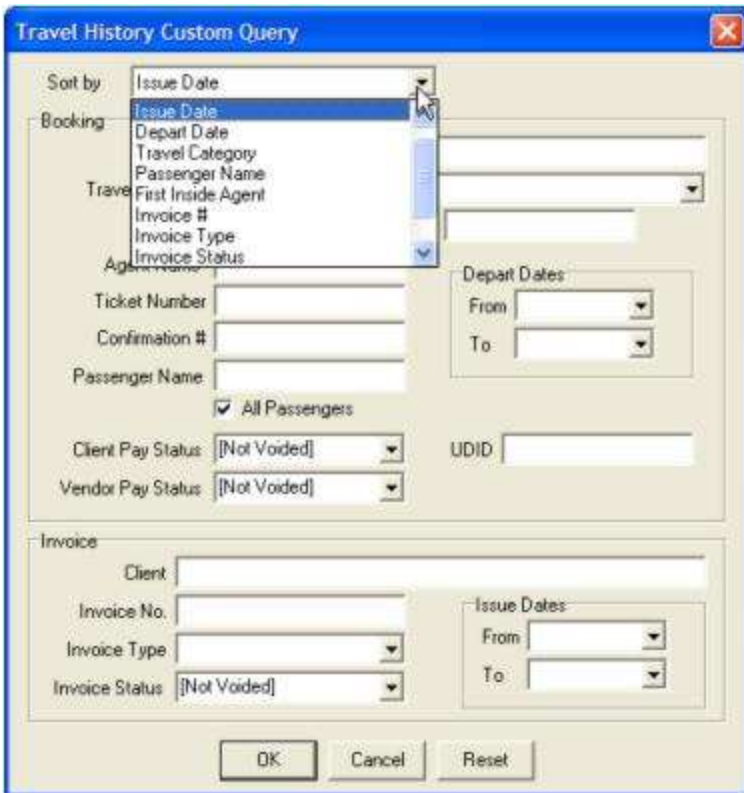 Travel History Custom Query
Sort by Issue Date
Issue Date
Booking
Depart Date
Travel Category
Passenger Name
Trave
First Inside Agent
Invoice #
Invoice Type
Invoice Status
Agent Name
Depart Dates
Ticket Number
From
Confirmation #
To
Passenger Name
All Passengers
Client Pay Status [Not Voided] UDID
Vendor Pay Status [Not Voided]
Invoice
Client
Invoice No.
Issue Dates
From
Invoice Type
To
Invoice Status [Not Voided]
OK Cancel Reset